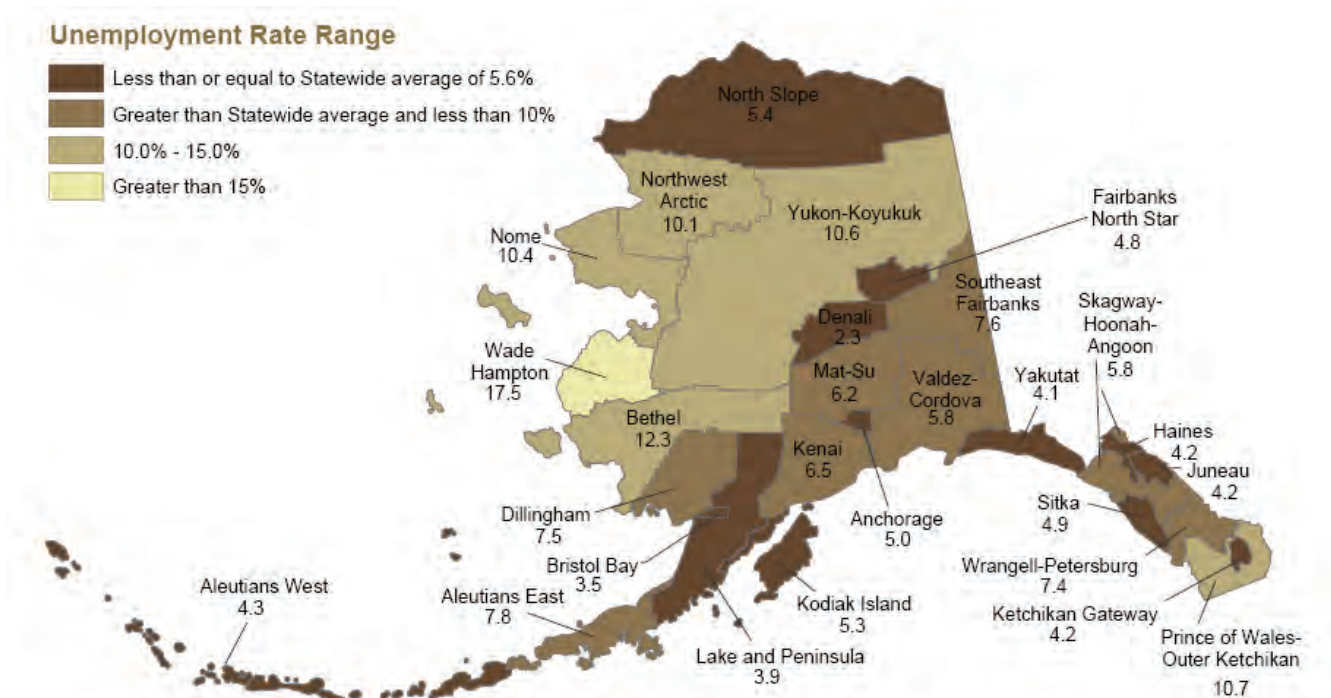 Unemployment Rate Range
Less than or equal to Statewide average of 5.6%
Greater than Statewide average and less than 10%
10.0% - 15.0%
Greater than 15%
North Slope
5.4
Northwest
Arctic
10.1
Yukon-Koyukuk
10.6
Fairbanks
North Star
4.8
Nome
10.4
Southeast
Fairbanks
7.6
Skagway-
Hoonah-
Angoon
5.8
Denali
2.3
Wade
Hampton
17.5
Mat-Su
6.2
Valdez-
Cordova
5.8
Yakutat
4.1
Bethel
12.3
Haines
4.2
Juneau
4.2
Kenai
6.5
Sitka
4.9
Dillingham
7.5
Anchorage
5.0
Bristol Bay
3.5
Wrangell-Petersburg
7.4
Aleutians West
4.3
Aleutians East
7.8
Kodiak Island
5.3
Ketchikan Gateway
4.2
Lake and Peninsula
3.9
Prince of Wales-
Outer Ketchikan
10.7